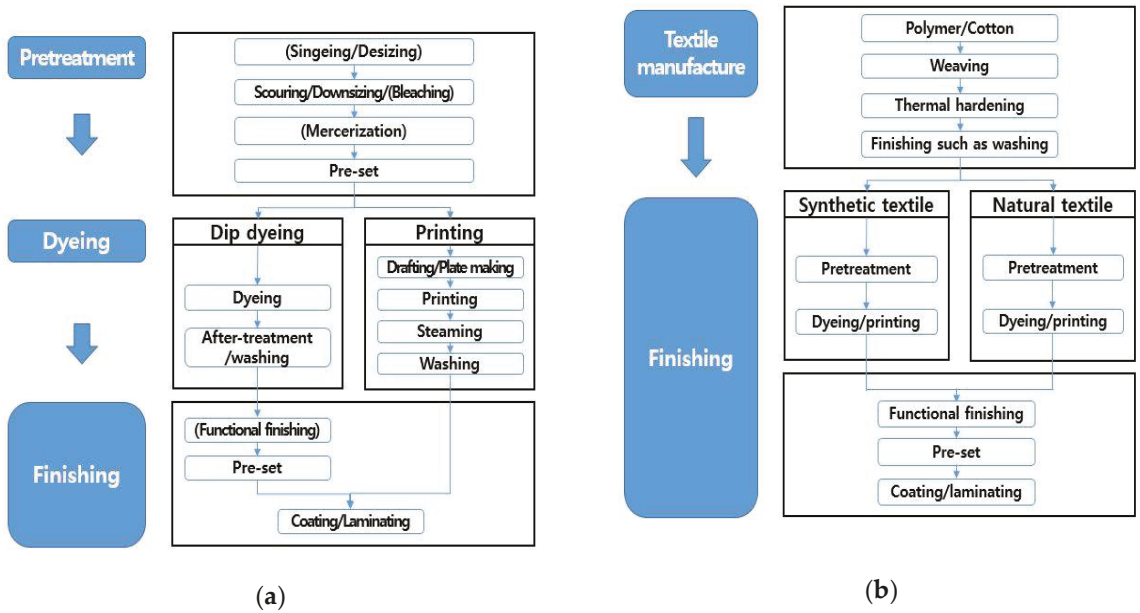 Pretreatment
(Singeing/Desizing)
Scouring/Downsizing/(Bleaching)
(Mercerization)
Pre-set
Dyeing
Dip dyeing
Dyeing
After-treatment
/washing
Printing
Drafting/Plate making
Printing
Steaming
Washing
Finishing
(Functional finishing)
Pre-set
Coating/Laminating
(a)
Textile
manufacture
Polymer/Cotton
Weaving
Thermal hardening
Finishing such as washing
Finishing
Synthetic textile
Pretreatment
Dyeing/printing
Natural textile
Pretreatment
Dyeing/printing
Functional finishing
Pre-set
Coating/laminating
(b)